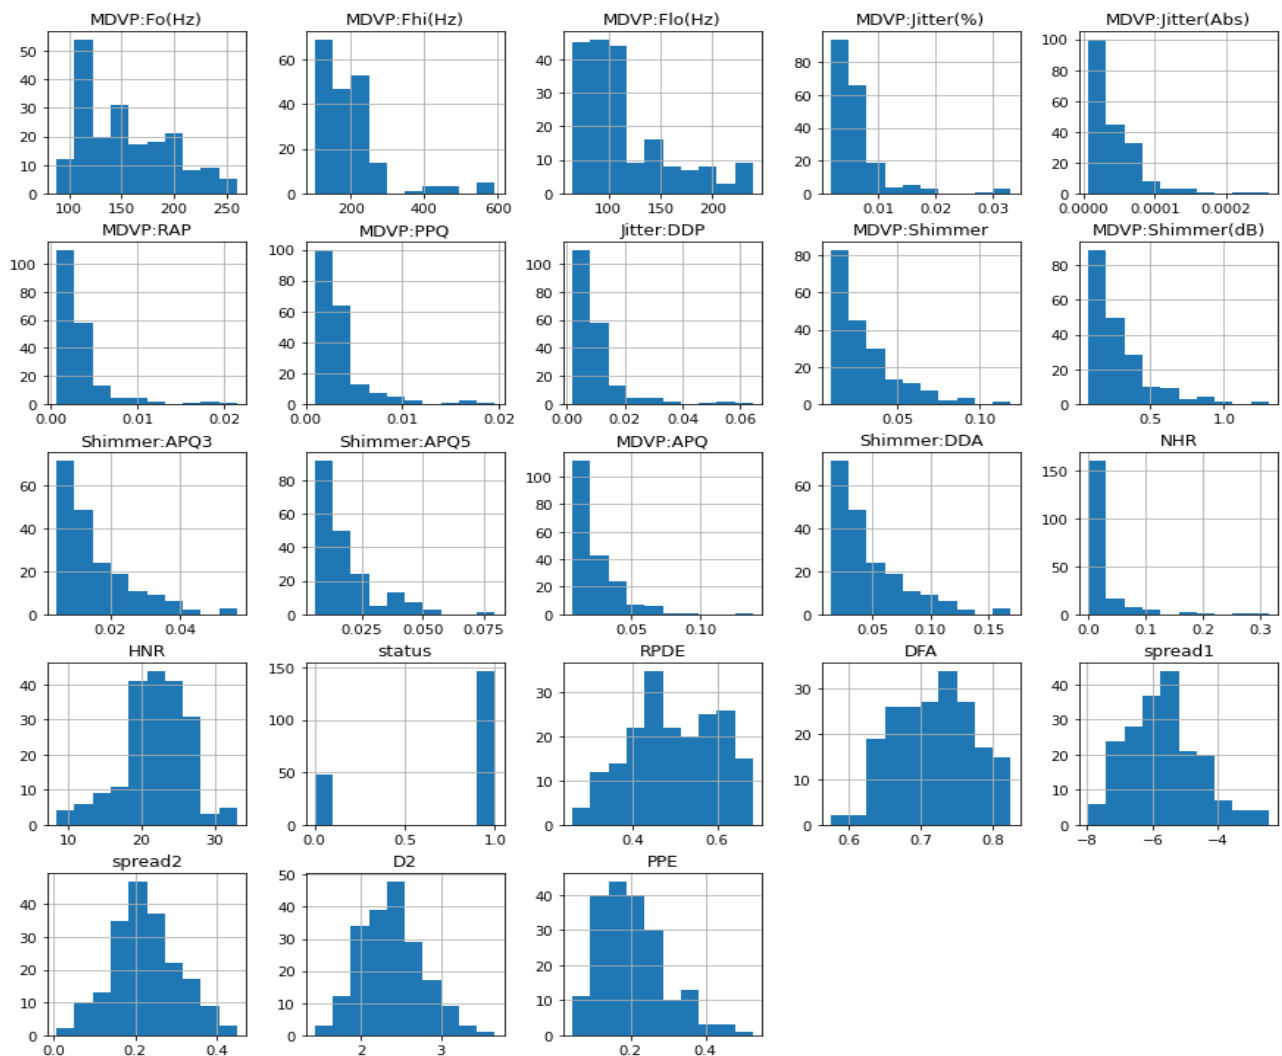 MDVP:Fo(Hz) MDVP:Fhi(Hz) MDVP:Flo(Hz) MDVP:Jitter(%) MDVP:Jitter(Abs)
50 40 30 20 10 0
60 40 20 0
40 30 20 10 0
80 60 40 20 0
100 80 60 40 20 0
100 150 200 250
200 400 600
100 150 200
0.01 0.02 0.03
0.0000 0.0001 0.0002
MDVP:RAP MDVP:PPQ Jitter:DDP MDVP:Shimmer MDVP:Shimmer(dB)
100 80 60 40 20 0
100 80 60 40 20 0
100 80 60 40 20 0
80 60 40 20 0
80 60 40 20 0
0.00 0.01 0.02
0.00 0.01 0.02
0.00 0.02 0.04 0.06
0.05 0.10
0.5 1.0
Shimmer:APQ3 Shimmer:APQ5 MDVP:APQ Shimmer:DDA NHR
60 40 20 0
80 60 40 20 0
100 80 60 40 20 0
60 40 20 0
150 100 50 0
0.02 0.04
0.025 0.050 0.075
0.05 0.10
0.05 0.10 0.15
0.0 0.1 0.2 0.3
HNR status RPDE DFA spread1
40 30 20 10 0
150 100 50 0
30 20 10 0
30 20 10 0
40 30 20 10 0
10 20 30
0.0 0.5 1.0
0.4 0.6
0.6 0.7 0.8
−8 −6 −4
spread2 D2 PPE
40 30 20 10 0
50 40 30 20 10 0
40 30 20 10 0
0.0 0.2 0.4
2 3
0.2 0.4